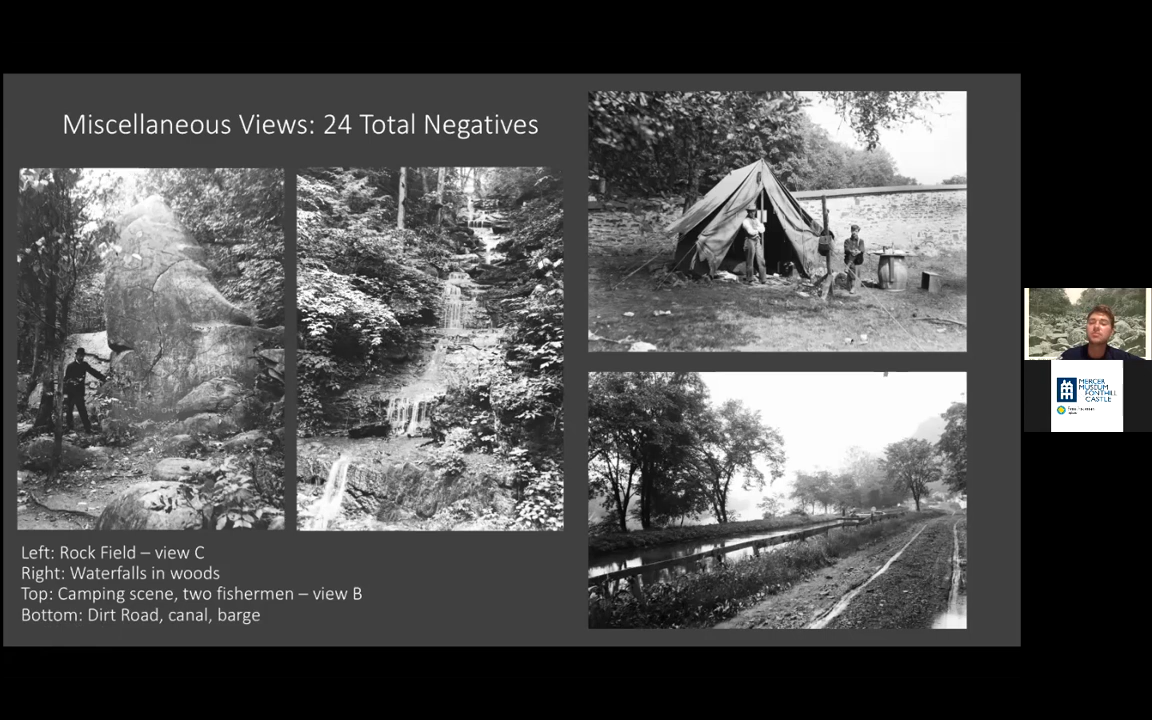 Miscellaneous Views: 24 Total Negatives
Left: Rock Field – view C
Right: Waterfalls in woods
Top: Camping scene, two fishermen – view B
Bottom: Dirt Road, canal, barge
MERCER
MUSEUM
FONTHILL
CASTLE